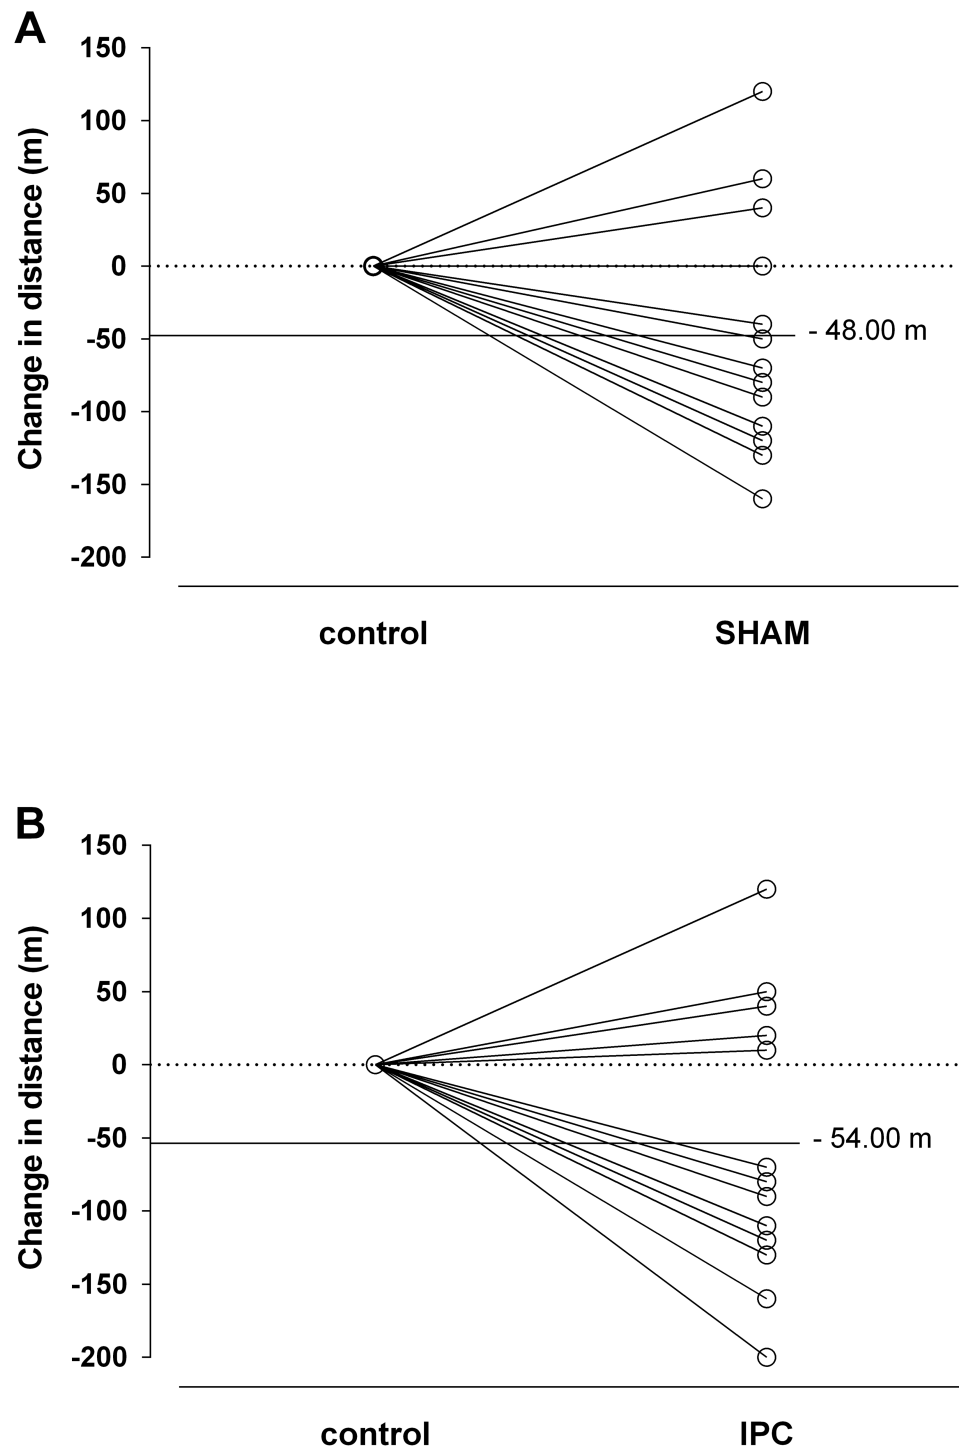 A
150
100
50
0
-50
-100
-150
-200
Change in distance (m)
- 48.00 m
control SHAM
B
150
100
50
0
-50
-100
-150
-200
Change in distance (m)
- 54.00 m
control IPC